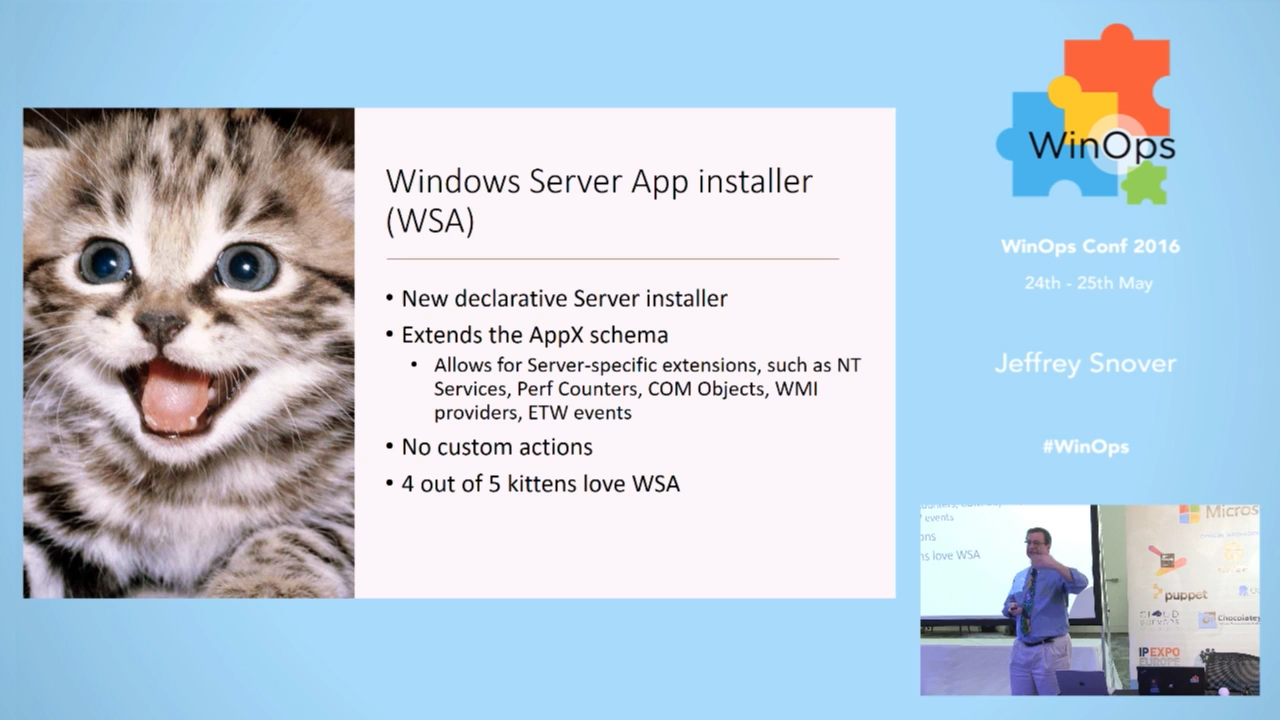 Windows Server App installer
(WSA)
• New declarative Server installer
• Extends the AppX schema
• Allows for Server-specific extensions, such as NT
Services, Perf Counters, COM Objects, WMI
providers, ETW events
• No custom actions
• 4 out of 5 kittens love WSA
WinOps
WinOps Conf 2016
24th - 25th May
Jeffrey Snover
#WinOps
events
ns love WSA
Micros
puppet
CLOUD
Chocolatey
IP EXPO
EUROPE